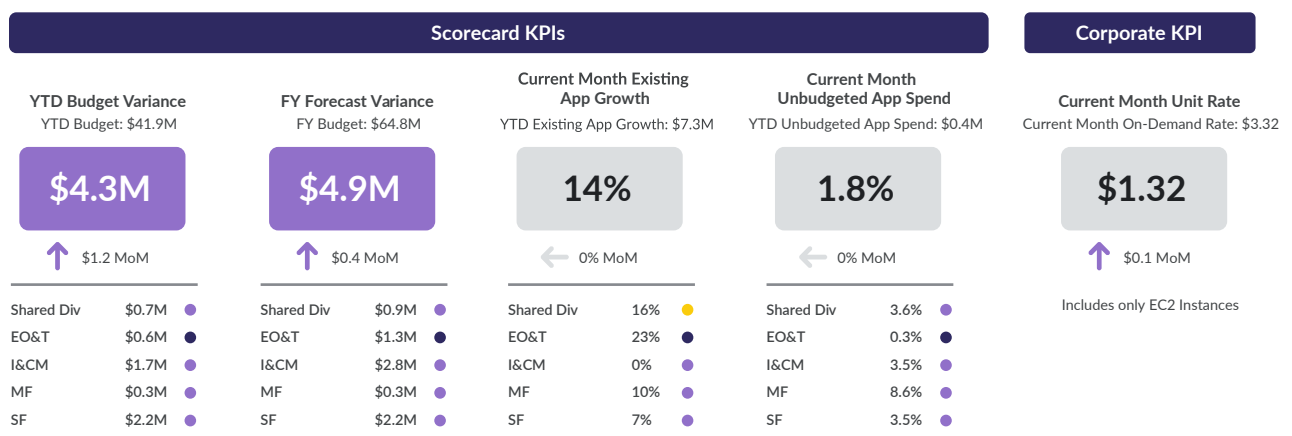 Scorecard KPIs
Corporate KPI
YTD Budget Variance
YTD Budget: $41.9M
$4.3M
$1.2 MoM
Shared Div $0.7M
EO&T $0.6M
I&CM $1.7M
MF $0.3M
SF $2.2M
FY Forecast Variance
FY Budget: $64.8M
$4.9M
$0.4 MoM
Shared Div $0.9M
EO&T $1.3M
I&CM $2.8M
MF $0.3M
SF $2.2M
Current Month Existing
App Growth
YTD Existing App Growth: $7.3M
14%
0% MoM
Shared Div 16%
EO&T 23%
I&CM 0%
MF 10%
SF 7%
Current Month
Unbudgeted App Spend
YTD Unbudgeted App Spend: $0.4M
1.8%
0% MoM
Shared Div 3.6%
EO&T 0.3%
I&CM 3.5%
MF 8.6%
SF 3.5%
Current Month Unit Rate
Current Month On-Demand Rate: $3.32
$1.32
$0.1 MoM
Includes only EC2 Instances